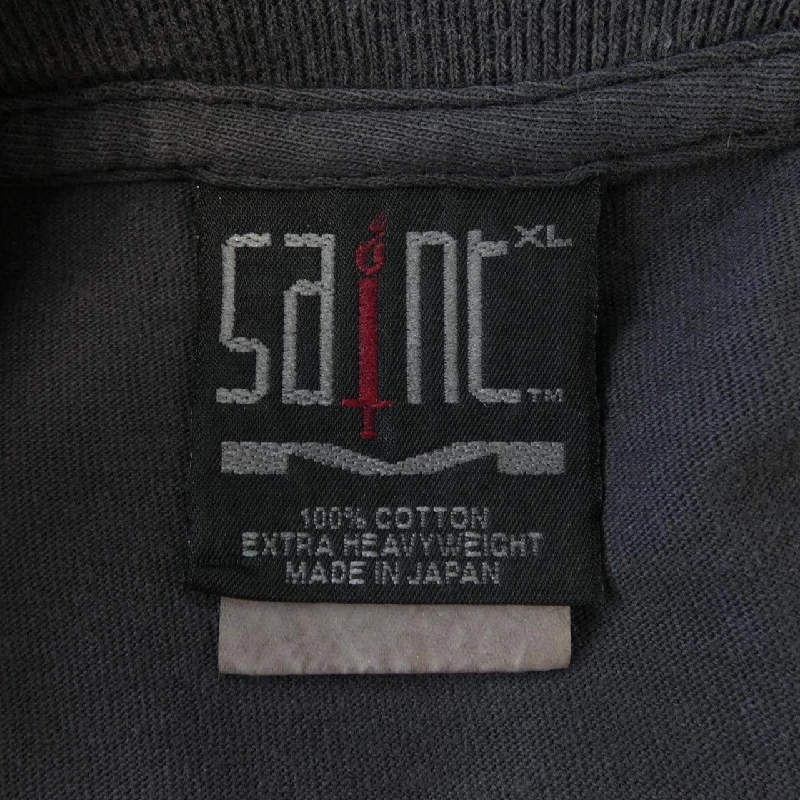 saint XL
™
100% COTTON
EXTRA HEAVYWEIGHT
MADE IN JAPAN